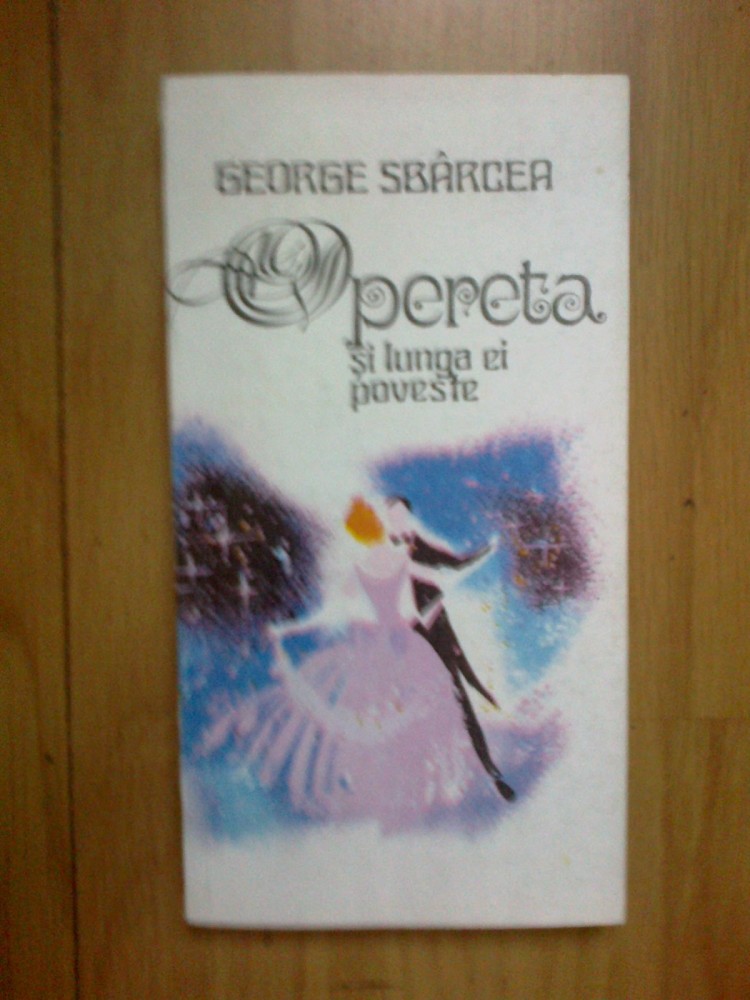 GEORGE SBÂRCEA
Opereta
și lunga ei
poveste